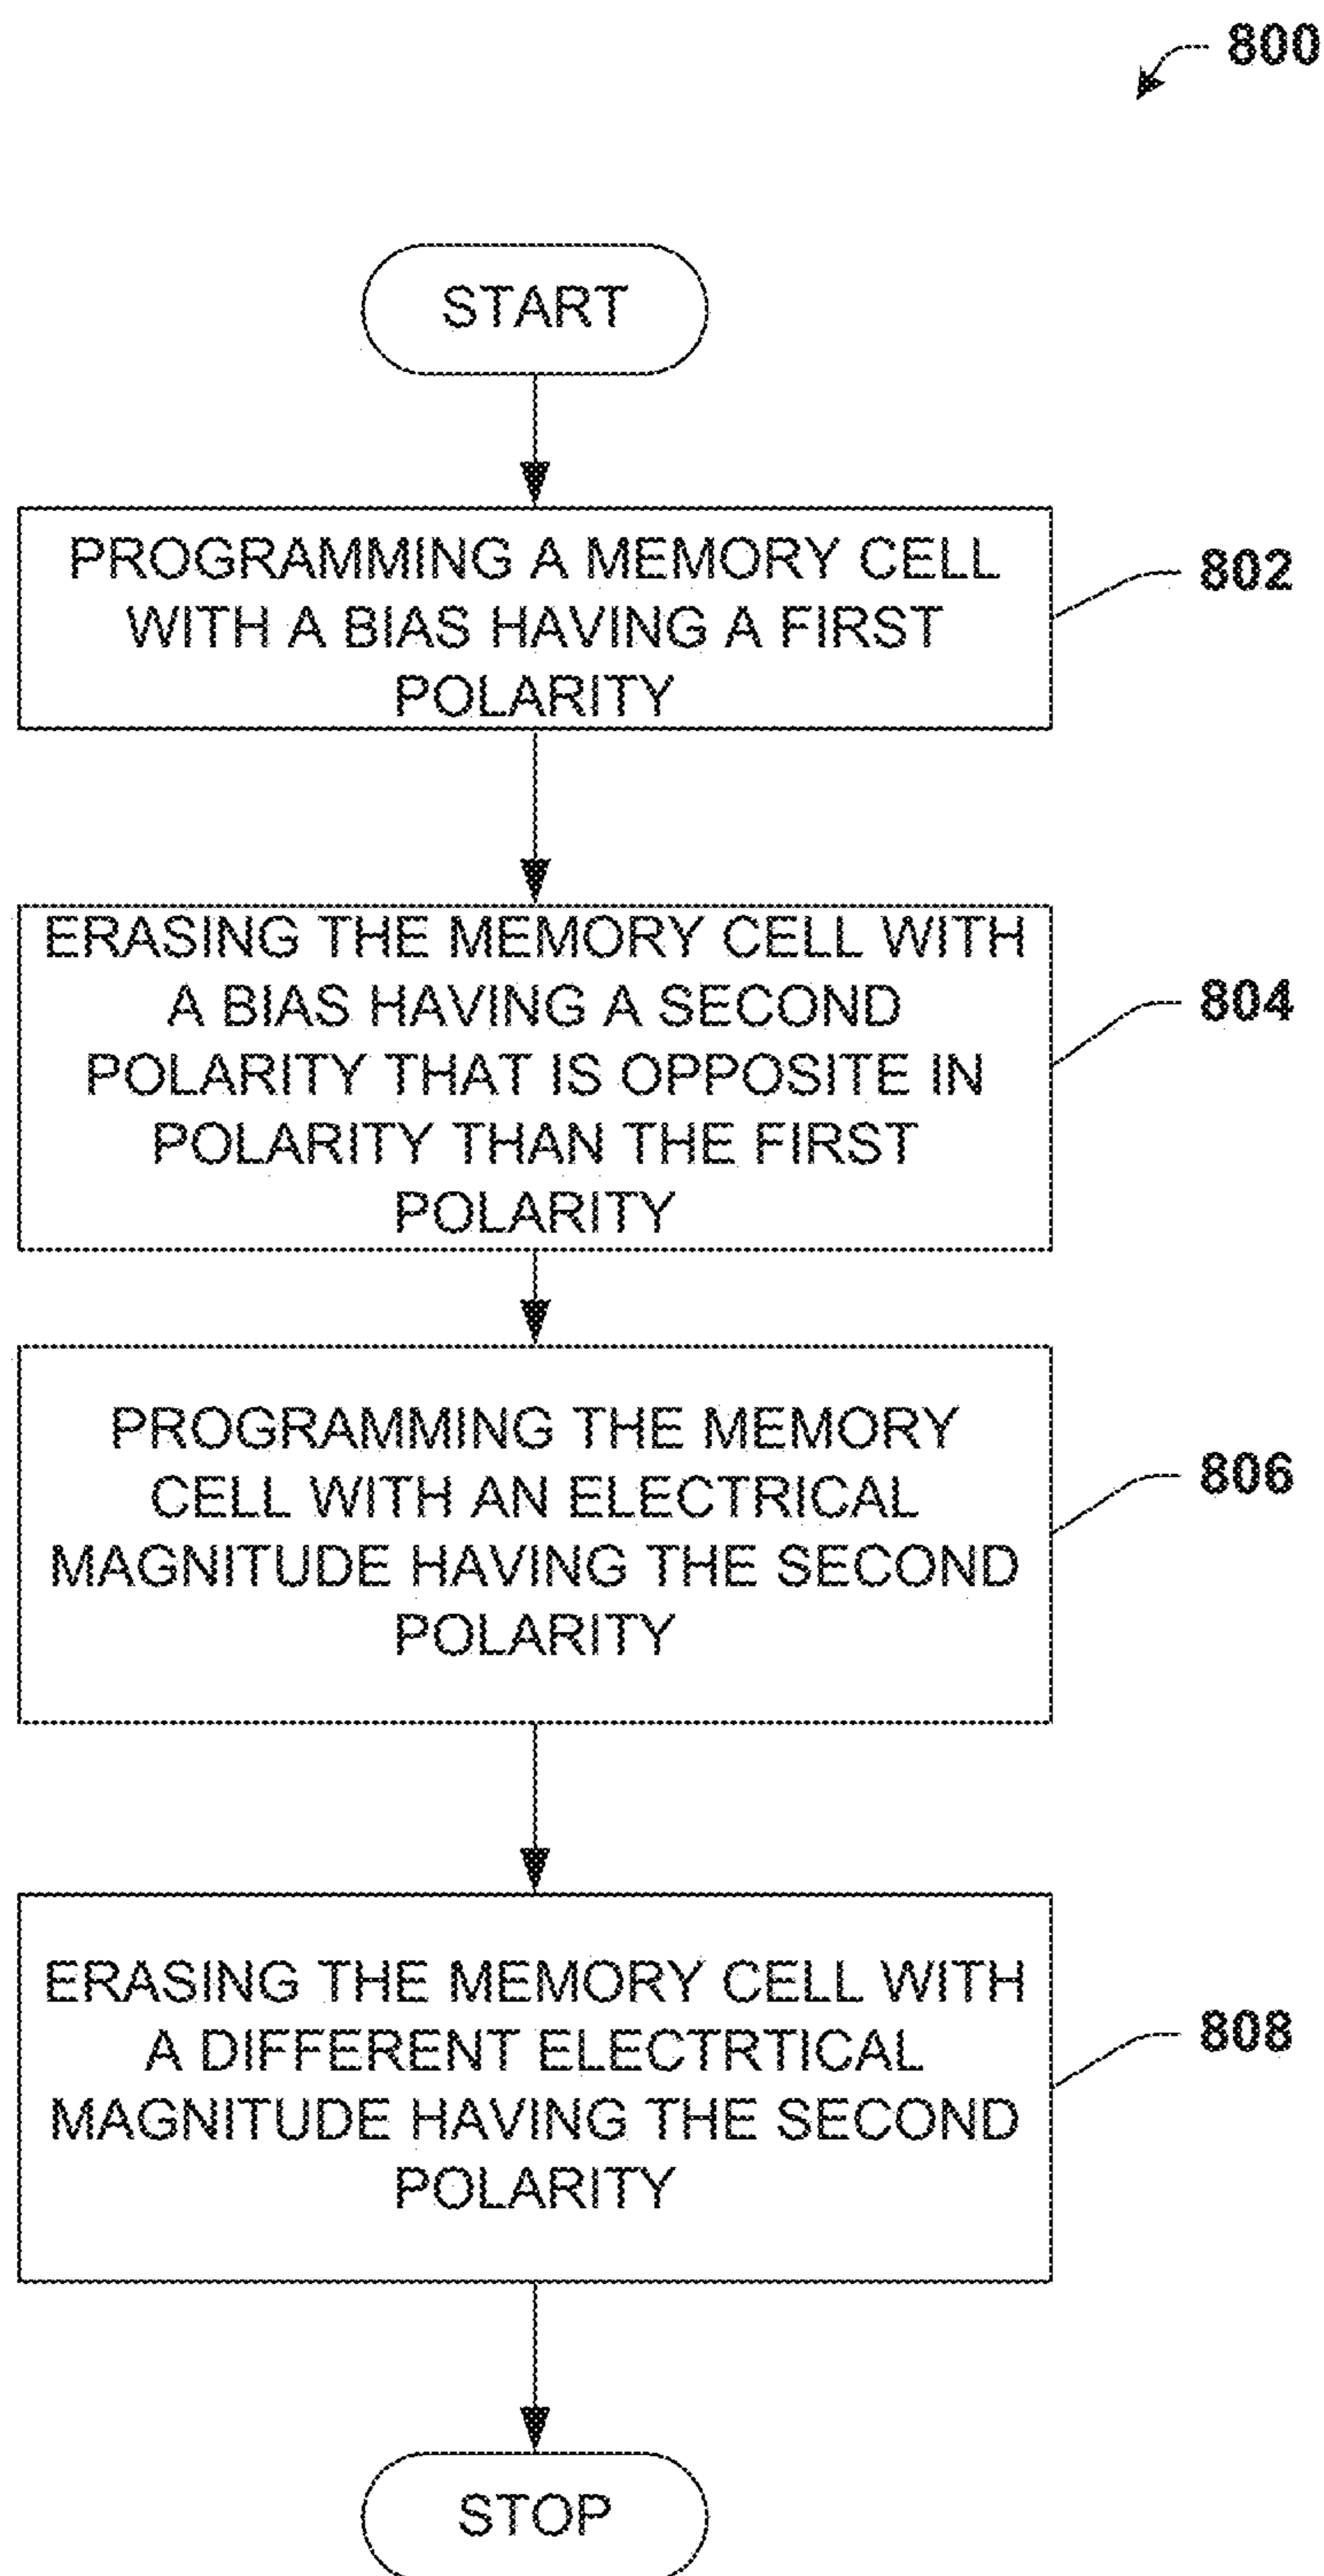 800
START
PROGRAMMING A MEMORY CELL
WITH A BIAS HAVING A FIRST
POLARITY
802
ERASING THE MEMORY CELL WITH
A BIAS HAVING A SECOND
POLARITY THAT IS OPPOSITE IN
POLARITY THAN THE FIRST
POLARITY
804
PROGRAMMING THE MEMORY
CELL WITH AN ELECTRICAL
MAGNITUDE HAVING THE SECOND
POLARITY
806
ERASING THE MEMORY CELL WITH
A DIFFERENT ELECTRTICAL
MAGNITUDE HAVING THE SECOND
POLARITY
808
STOP